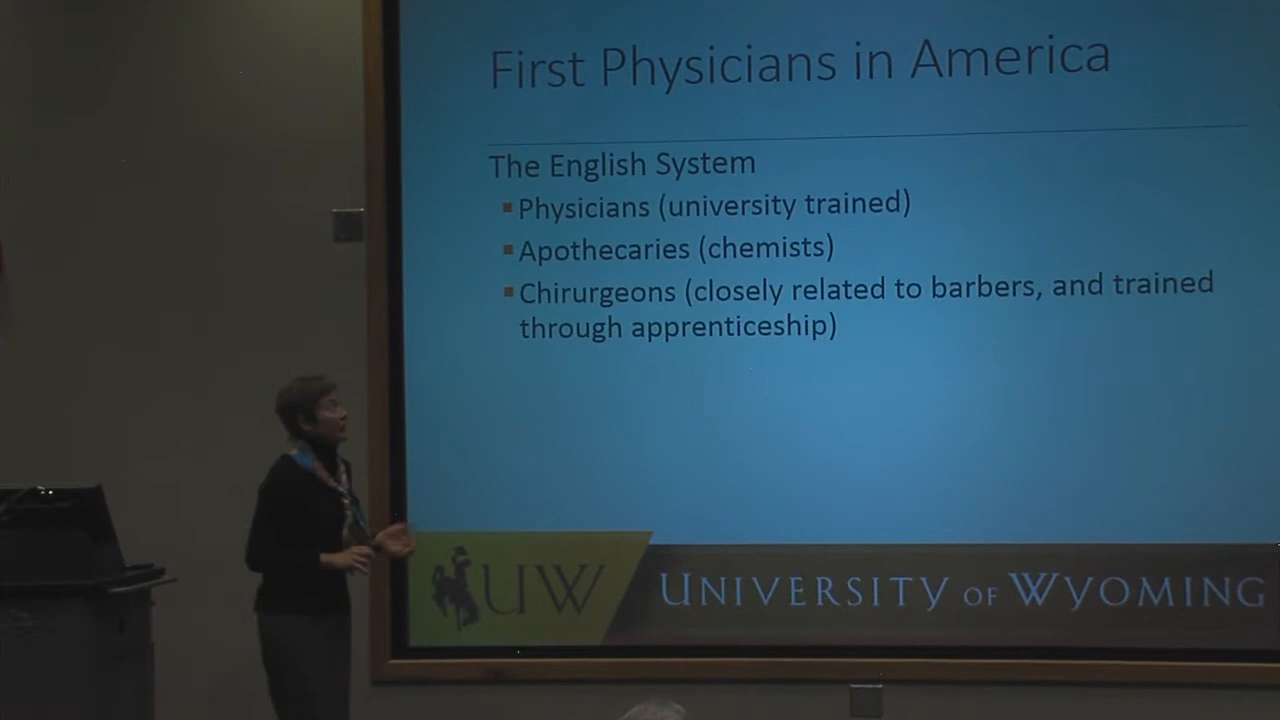 First Physicians in America
The English System
▪Physicians (university trained)
▪Apothecaries (chemists)
▪Chirurgeons (closely related to barbers, and trained
through apprenticeship)
UW UNIVERSITY OF WYOMING